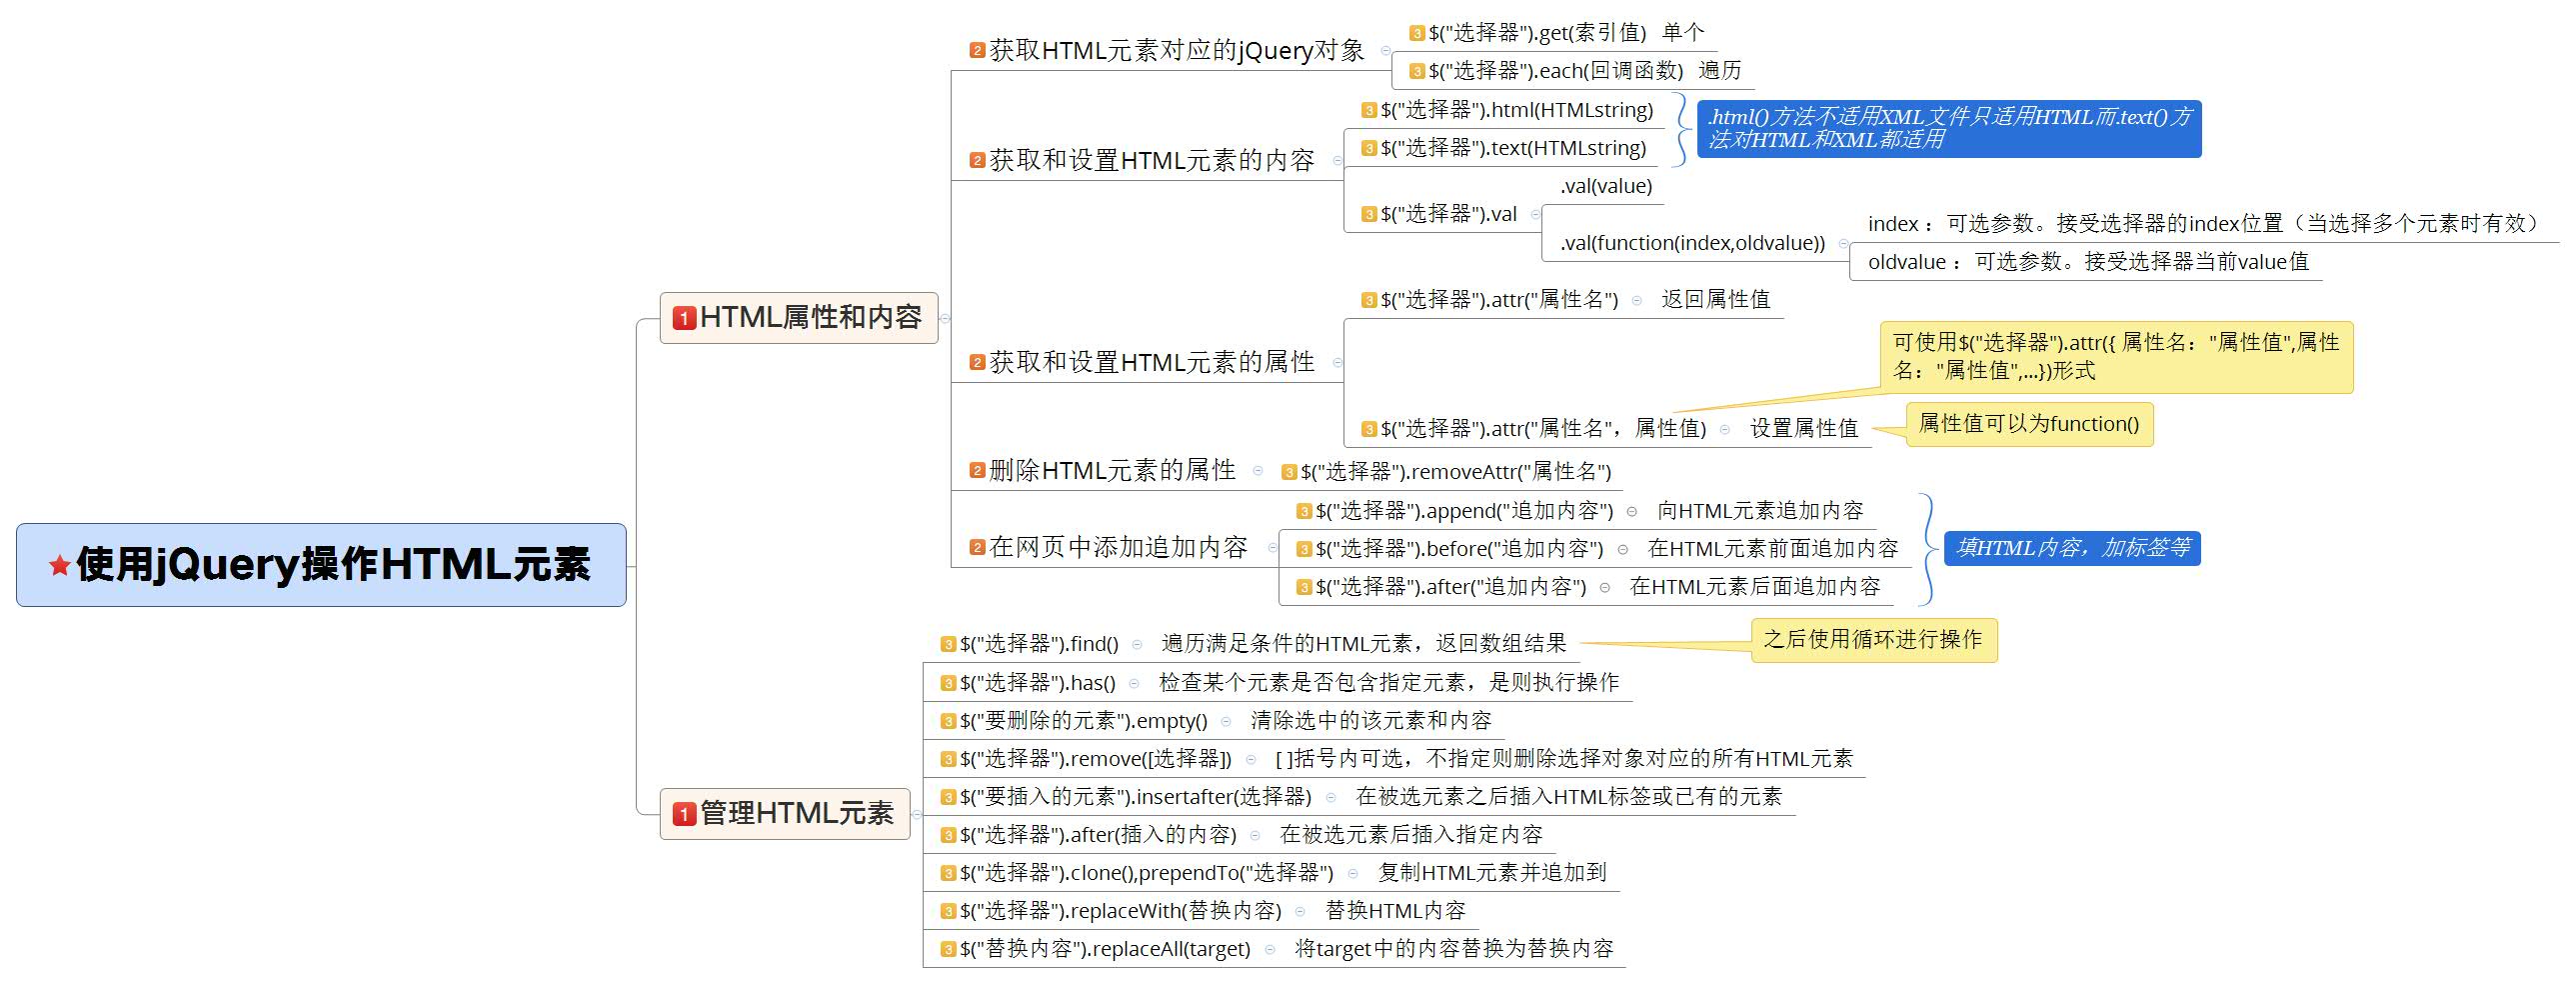 使用jQuery操作HTML元素
1 HTML属性和内容
2 获取HTML元素对应的jQuery对象
3 $("选择器").get(索引值) 单个
3 $("选择器").each(回调函数) 遍历
2 获取和设置HTML元素的内容
3 $("选择器").html(HTMLstring)
3 $("选择器").text(HTMLstring)
.html()方法不适用XML文件只适用HTML而.text()方
法对HTML和XML都适用
3 $("选择器").val
.val(value)
.val(function(index,oldvalue))
index：可选参数。接受选择器的index位置（当选择多个元素时有效）
oldvalue：可选参数。接受选择器当前value值
2 获取和设置HTML元素的属性
3 $("选择器").attr("属性名") 返回属性值
3 $("选择器").attr("属性名"，属性值) 设置属性值
可使用$("选择器").attr({ 属性名："属性值",属性
名："属性值",...})形式
属性值可以为function()
2 删除HTML元素的属性
3 $("选择器").removeAttr("属性名")
2 在网页中添加追加内容
3 $("选择器").append("追加内容") 向HTML元素追加内容
3 $("选择器").before("追加内容") 在HTML元素前面追加内容
3 $("选择器").after("追加内容") 在HTML元素后面追加内容
填HTML内容，加标签等
1 管理HTML元素
3 $("选择器").find() 遍历满足条件的HTML元素，返回数组结果
之后使用循环进行操作
3 $("选择器").has() 检查某个元素是否包含指定元素，是则执行操作
3 $("要删除的元素").empty() 清除选中的该元素和内容
3 $("选择器").remove([选择器]) [ ]括号内可选，不指定则删除选择对象对应的所有HTML元素
3 $("要插入的元素").insertafter(选择器) 在被选元素之后插入HTML标签或已有的元素
3 $("选择器").after(插入的内容) 在被选元素后插入指定内容
3 $("选择器").clone(),prependTo("选择器") 复制HTML元素并追加到
3 $("选择器").replaceWith(替换内容) 替换HTML内容
3 $("替换内容").replaceAll(target) 将target中的内容替换为替换内容